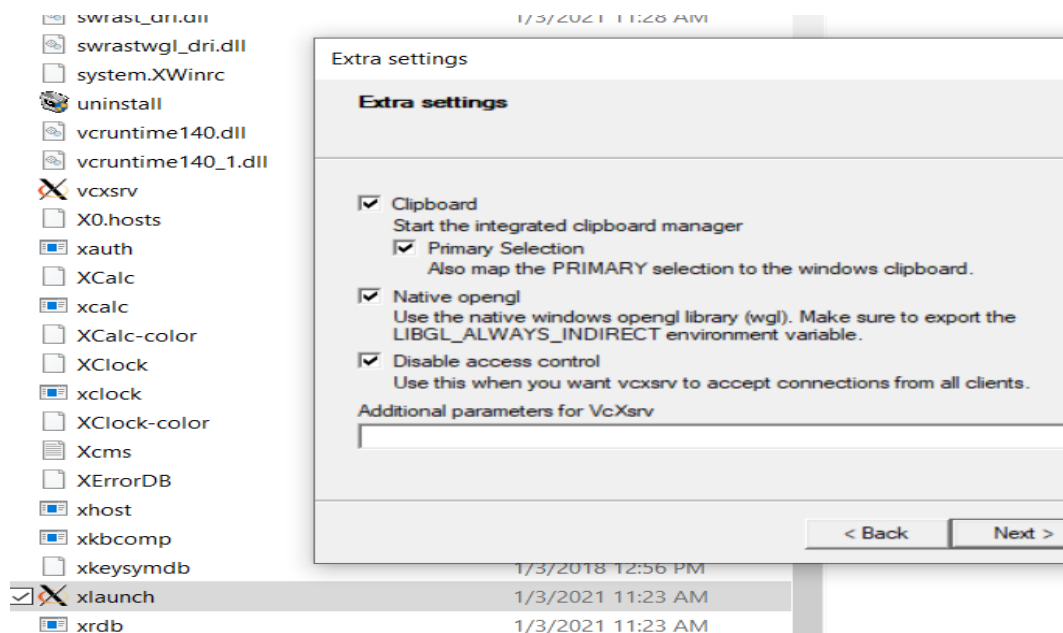 swrast_dri.dll 1/3/2021 11:28 AM
swrastwgl_dri.dll
system.XWinrc
uninstall
vcruntime140.dll
vcruntime140_1.dll
vcxsrv
X0.hosts
xauth
XCalc
xcalc
XCalc-color
XClock
xclock
XClock-color
Xcms
XErrorDB
xhost
xkbcomp
xkeysymdb 1/3/2018 12:56 PM
xlaunch 1/3/2021 11:23 AM
xrdb 1/3/2021 11:23 AM
Extra settings
Extra settings
Clipboard
Start the integrated clipboard manager
Primary Selection
Also map the PRIMARY selection to the windows clipboard.
Native opengl
Use the native windows opengl library (wgl). Make sure to export the
LIBGL_ALWAYS_INDIRECT environment variable.
Disable access control
Use this when you want vcxsrv to accept connections from all clients.
Additional parameters for VcXsrv
< Back Next >